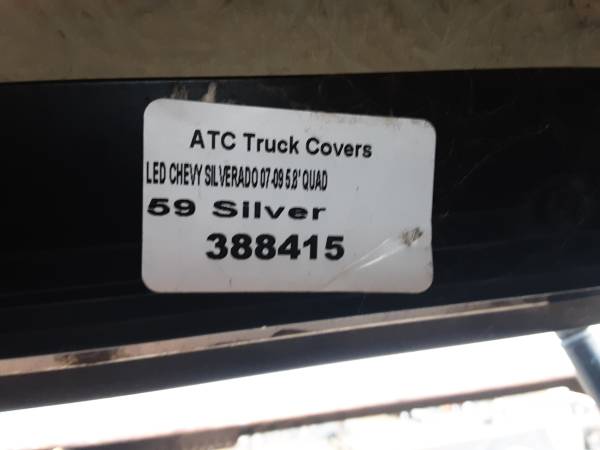 ATC Truck Covers
LED CHEVY SILVERADO 07-09 5.8' QUAD
59 Silver
388415